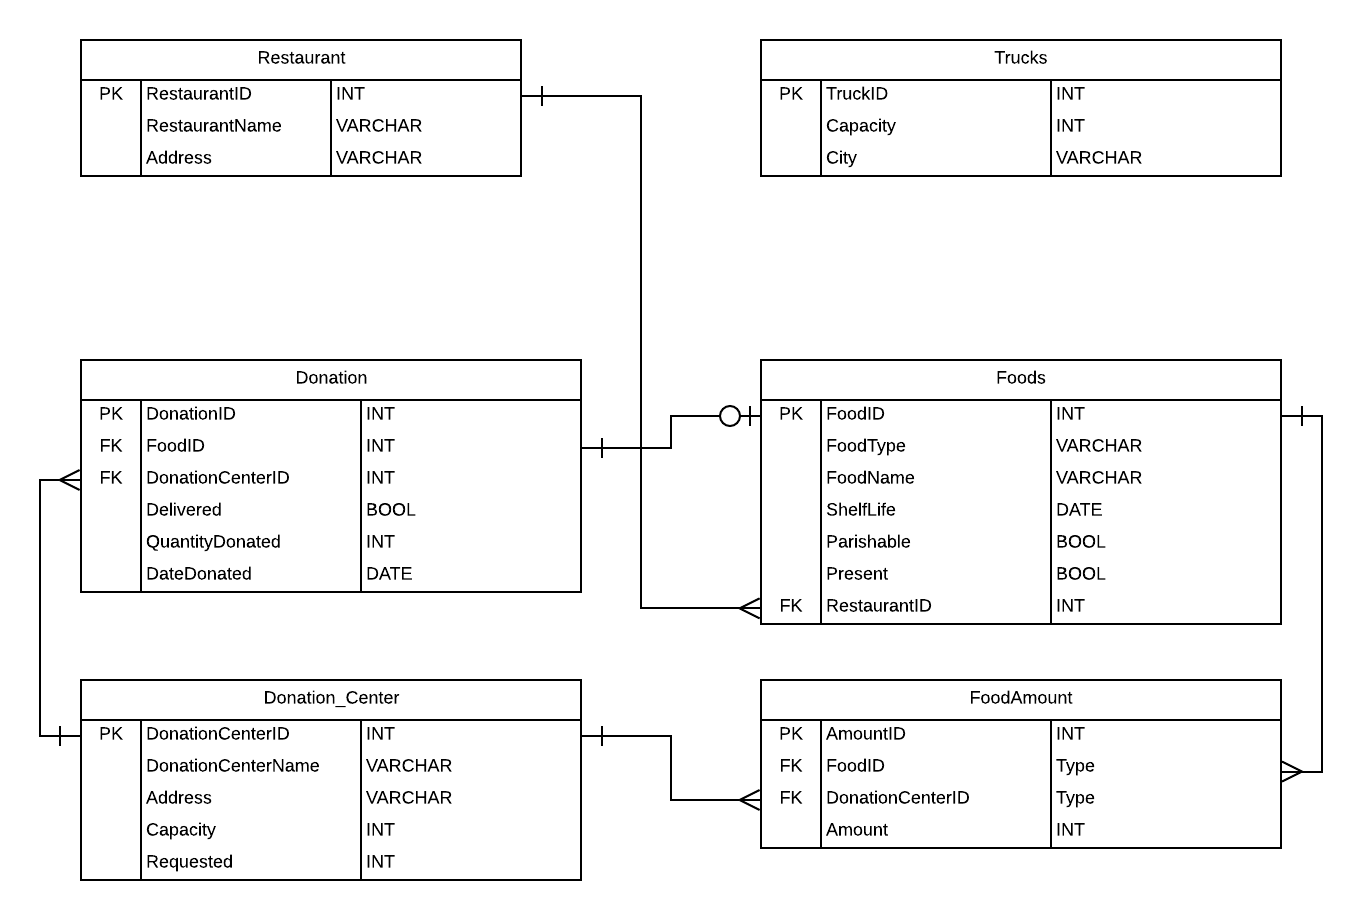 Restaurant
PK RestaurantID INT
RestaurantName VARCHAR
Address VARCHAR
Trucks
PK TruckID INT
Capacity INT
City VARCHAR
Donation
PK DonationID INT
FK FoodID INT
FK DonationCenterID INT
Delivered BOOL
QuantityDonated INT
DateDonated DATE
Foods
PK FoodID INT
FoodType VARCHAR
FoodName VARCHAR
ShelfLife DATE
Parishable BOOL
Present BOOL
FK RestaurantID INT
Donation_Center
PK DonationCenterID INT
DonationCenterName VARCHAR
Address VARCHAR
Capacity INT
Requested INT
FoodAmount
PK AmountID INT
FK FoodID Type
FK DonationCenterID Type
Amount INT